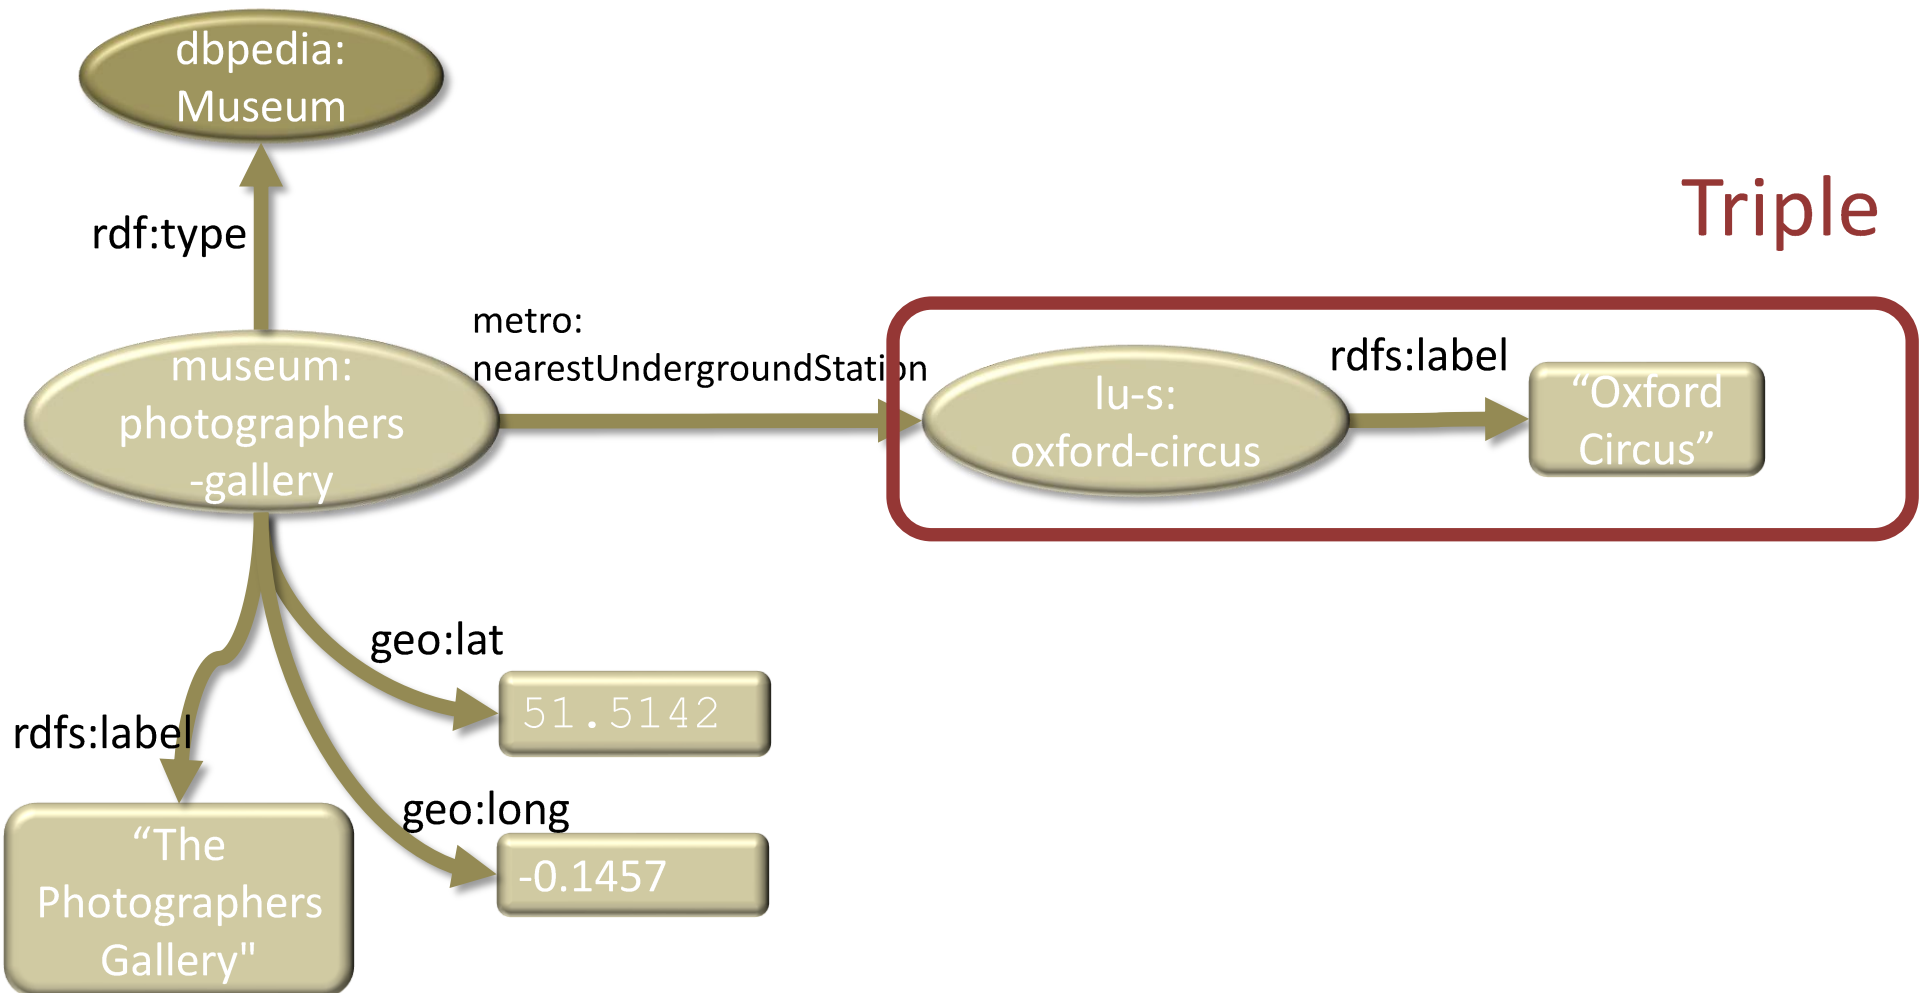 dbpedia:
Museum
rdf:type
Triple
metro:
nearestUndergroundStation
museum:
photographers
-gallery
lu-s:
oxford-circus
rdfs:label
“Oxford
Circus”
geo:lat
51.5142
rdfs:label
geo:long
-0.1457
“The
Photographers
Gallery"